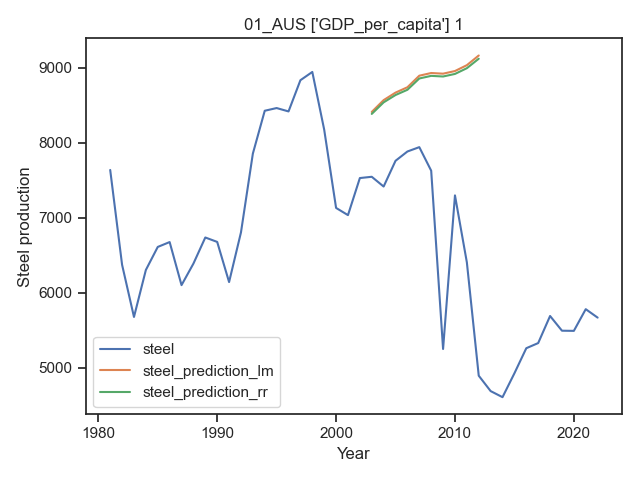 01_AUS ['GDP_per_capita'] 1
9000
8000
7000
6000
5000
Steel production
steel
steel_prediction_lm
steel_prediction_rr
1980
1990
2000
2010
2020
Year